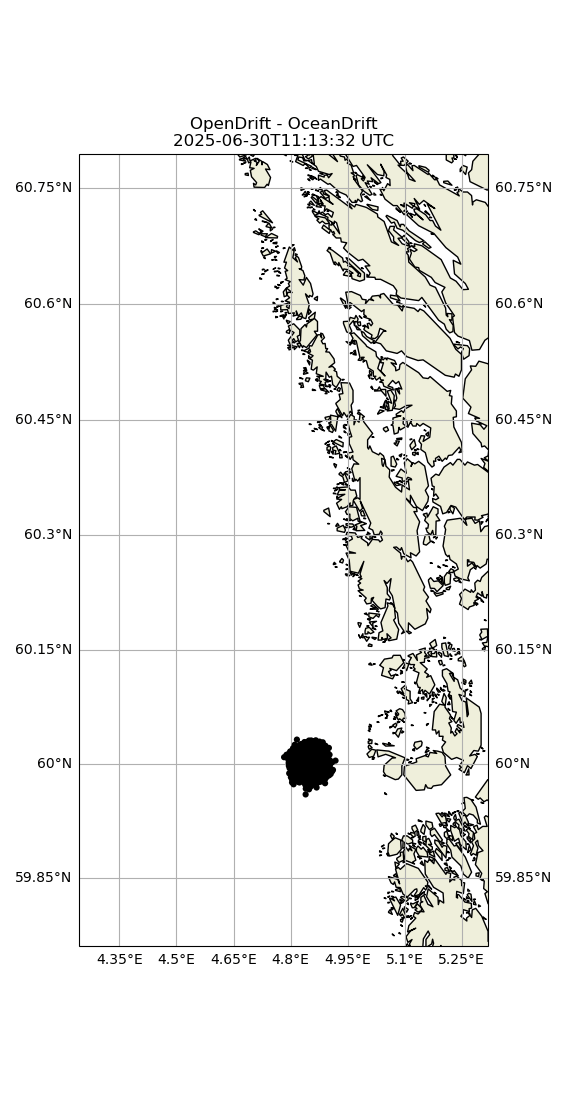 OpenDrift - OceanDrift
2025-06-30T11:13:32 UTC
60.75°N 60.75°N
60.6°N 60.6°N
60.45°N 60.45°N
60.3°N 60.3°N
60.15°N 60.15°N
60°N 60°N
59.85°N 59.85°N
4.35°E 4.5°E 4.65°E 4.8°E 4.95°E 5.1°E 5.25°E